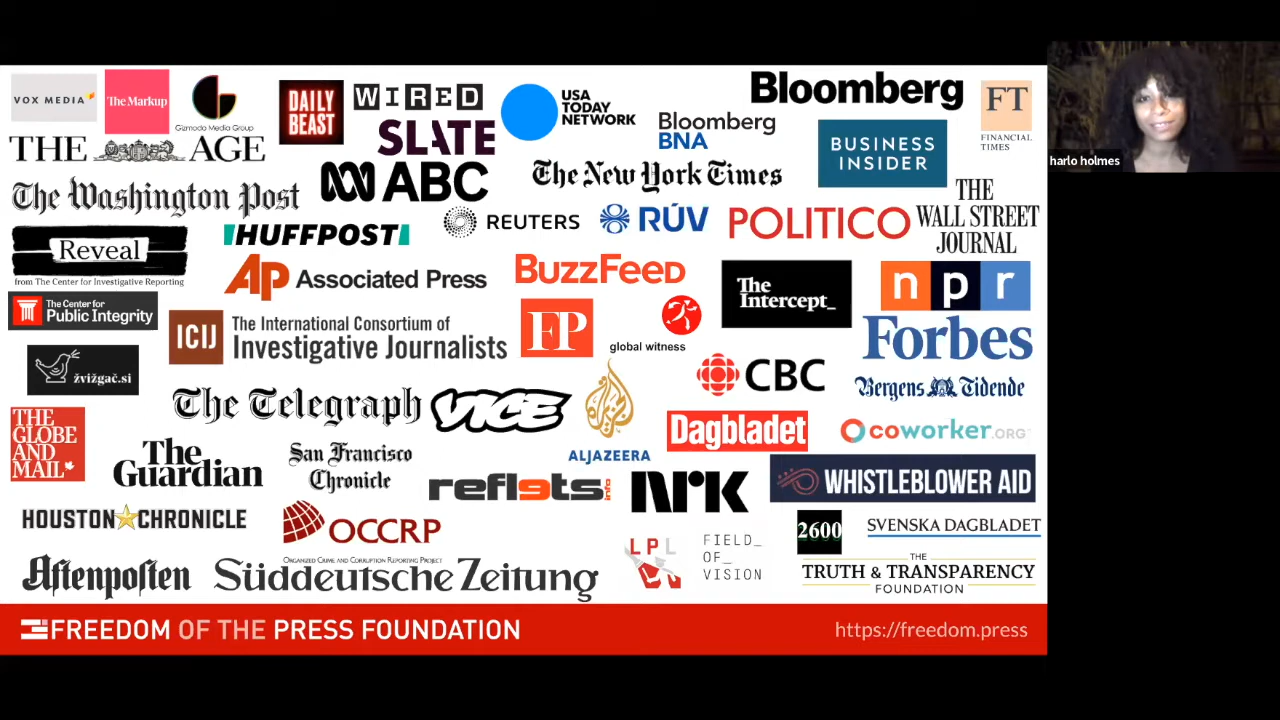 VOX MEDIA
The Markup
Gizmodo Media Group
DAILY
BEAST
WIRED
SLATE
USA
TODAY
NETWORK
Bloomberg
Bloomberg
BNA
BUSINESS
INSIDER
FT
FINANCIAL
TIMES
harlo holmes
THE AGE
The Washington Post
ABC
The New York Times
THE
WALL STREET
JOURNAL
Reveal
from The Center for Investigative Reporting
HUFFPOST
REUTERS
RÚV
POLITICO
AP Associated Press
BuzzFeed
The
Intercept_
npr
The Center for
Public Integrity
ICIJ
The International Consortium of
Investigative Journalists
FP
global witness
Forbes
žvižgač.si
CBC
Bergens Tidende
The Telegraph
VICE
الجزيرة
ALJAZEERA
Dagbladet
coworker.ORG
THE
GLOBE
AND
MAIL
The
Guardian
San Francisco
Chronicle
reflets
info
nrk
WHISTLEBLOWER AID
HOUSTON CHRONICLE
OCCRP
ORGANIZED CRIME AND CORRUPTION REPORTING PROJECT
LPL
FIELD_
OF_
VISION
2600
SVENSKA DAGBLADET
Aftenposten
Süddeutsche Zeitung
THE
TRUTH & TRANSPARENCY
FOUNDATION
FREEDOM OF THE PRESS FOUNDATION
https://freedom.press